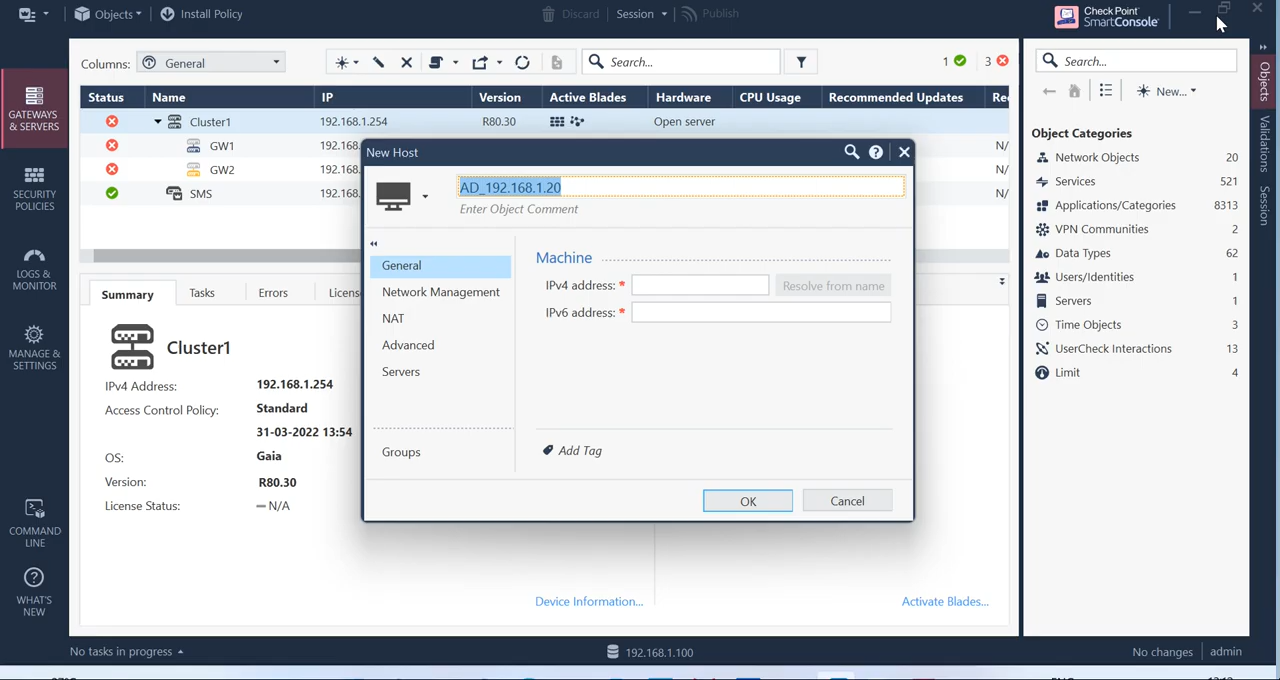 Objects
Install Policy
Discard
Session
Publish
Check Point
SmartConsole
GATEWAYS
& SERVERS
SECURITY
POLICIES
LOGS &
MONITOR
MANAGE &
SETTINGS
COMMAND
LINE
WHAT'S
NEW
Columns: General
Search...
1
3
Status Name IP Version Active Blades Hardware CPU Usage Recommended Updates Re
Cluster1 192.168.1.254 R80.30 Open server
GW1 192.168. N/
GW2 192.168. N/
SMS 192.168. N/
Summary Tasks Errors Licens
Cluster1
IPv4 Address: 192.168.1.254
Access Control Policy: Standard
31-03-2022 13:54
OS: Gaia
Version: R80.30
License Status: N/A
Device Information...
Activate Blades...
New Host
AD_192.168.1.20
Enter Object Comment
General
Network Management
NAT
Advanced
Servers
Groups
Machine
IPv4 address: *
Resolve from name
IPv6 address: *
Add Tag
OK
Cancel
Search...
New...
Object Categories
Network Objects 20
Services 521
Applications/Categories 8313
VPN Communities 2
Data Types 62
Users/Identities 1
Servers 1
Time Objects 3
UserCheck Interactions 13
Limit 4
Objects
Validations
Session
No tasks in progress
192.168.1.100
No changes
admin